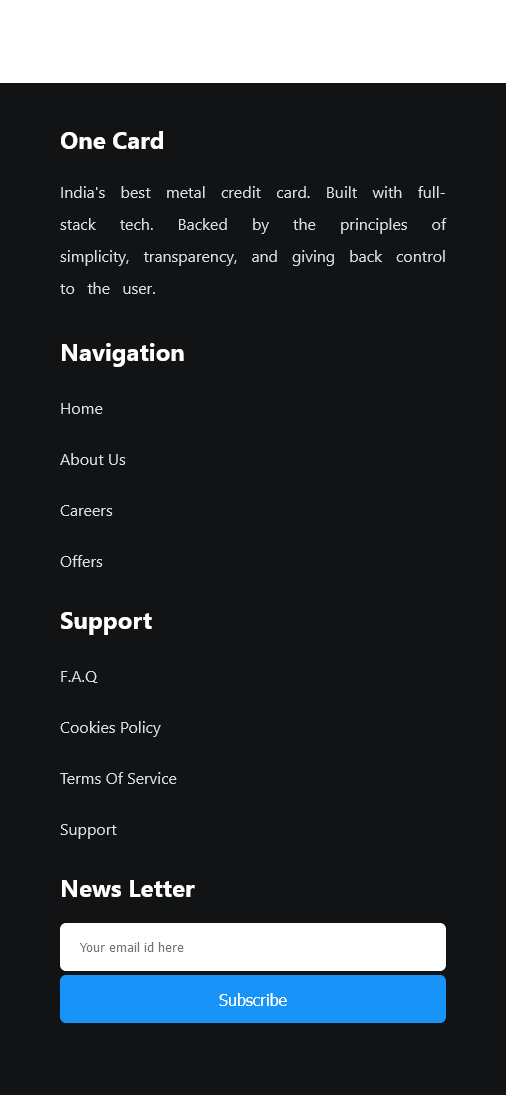 One Card
India's best metal credit card. Built with full-
stack tech. Backed by the principles of
simplicity, transparency, and giving back control
to the user.
Navigation
Home
About Us
Careers
Offers
Support
F.A.Q
Cookies Policy
Terms Of Service
Support
News Letter
Your email id here
Subscribe